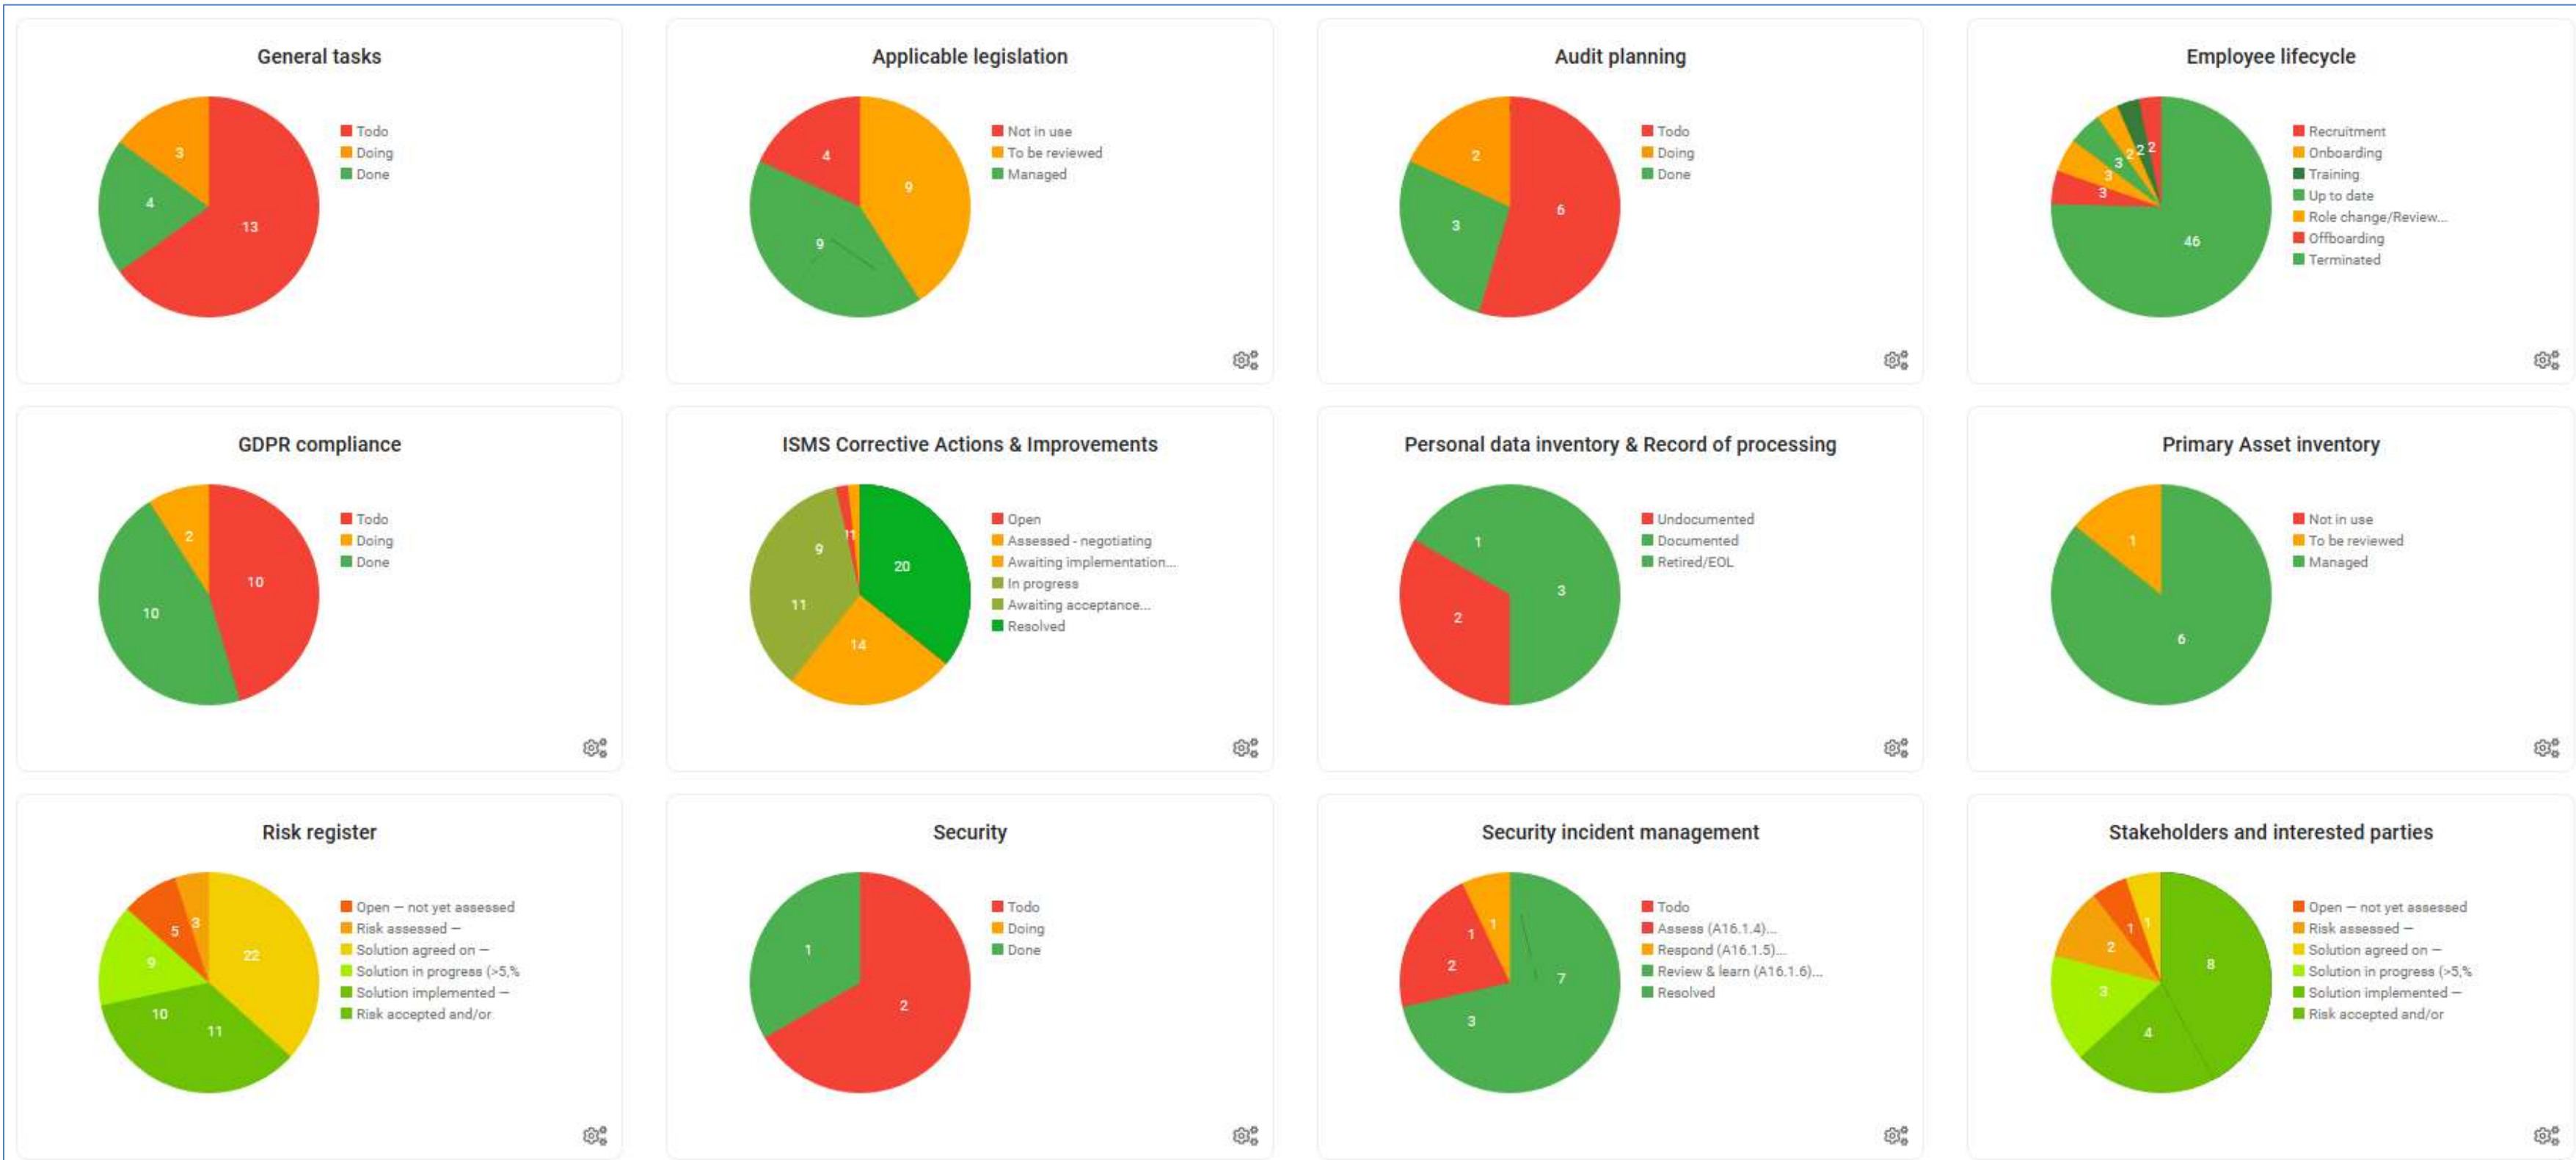 General tasks
13
4
3
Todo
Doing
Done
Applicable legislation
4
9
9
Not in use
To be reviewed
Managed
Audit planning
2
6
3
Todo
Doing
Done
Employee lifecycle
2
2
2
3
3
3
46
Recruitment
Onboarding
Training
Up to date
Role change/Review...
Offboarding
Terminated
GDPR compliance
2
10
10
Todo
Doing
Done
ISMS Corrective Actions & Improvements
1
1
9
20
11
14
Open
Assessed - negotiating
Awaiting implementation...
In progress
Awaiting acceptance...
Resolved
Personal data inventory & Record of processing
1
3
2
Undocumented
Documented
Retired/EOL
Primary Asset inventory
1
6
Not in use
To be reviewed
Managed
Risk register
3
5
22
9
10
11
Open — not yet assessed
Risk assessed —
Solution agreed on —
Solution in progress (>5,%
Solution implemented —
Risk accepted and/or
Security
1
2
Todo
Doing
Done
Security incident management
1
1
2
7
3
Todo
Assess (A16.1.4)...
Respond (A16.1.5)...
Review & learn (A16.1.6)...
Resolved
Stakeholders and interested parties
1
1
2
8
3
4
Open — not yet assessed
Risk assessed —
Solution agreed on —
Solution in progress (>5,%
Solution implemented —
Risk accepted and/or